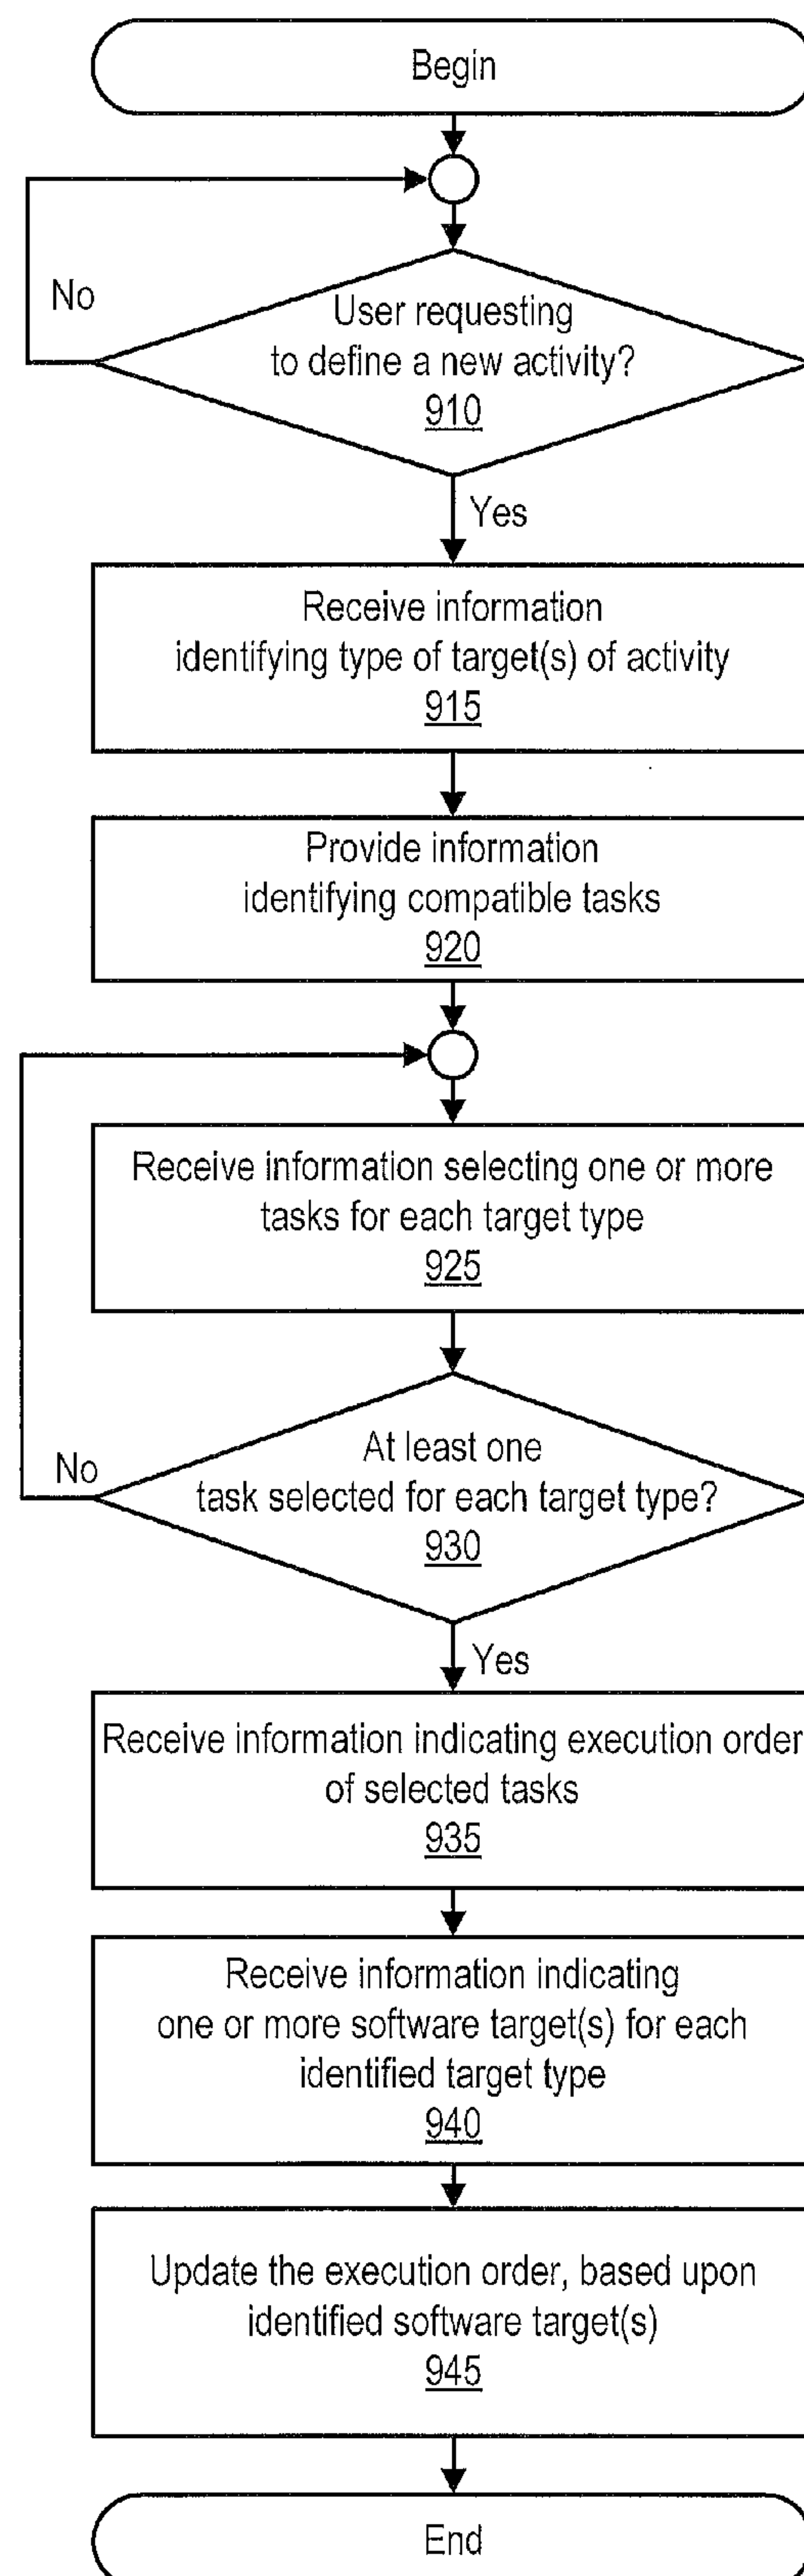 Begin
No
User requesting
to define a new activity?
910
Yes
Receive information
identifying type of target(s) of activity
915
Provide information
identifying compatible tasks
920
Receive information selecting one or more
tasks for each target type
925
At least one
No
task selected for each target type?
930
Yes
Receive information indicating execution order
of selected tasks
935
Receive information indicating
one or more software target(s) for each
identified target type
940
Update the execution order, based upon
identified software target(s)
945
End